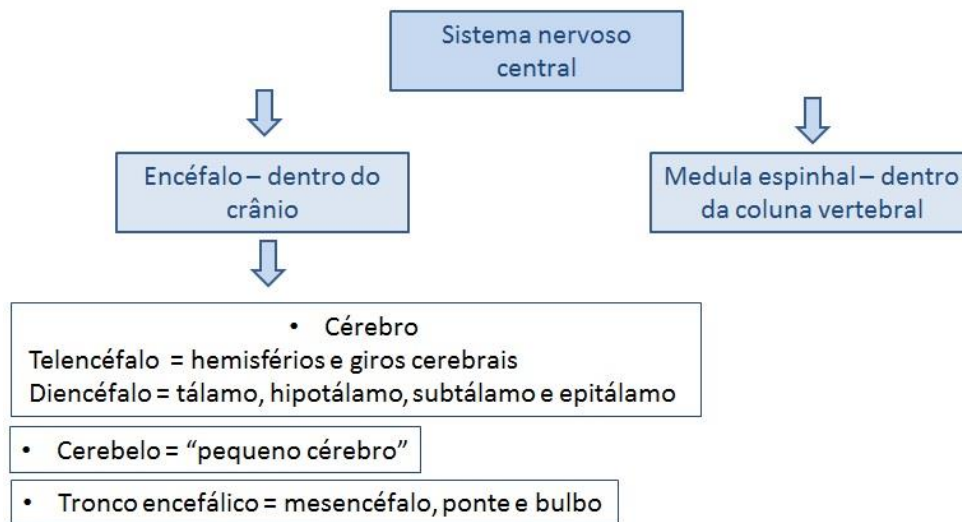 Sistema nervoso
central
Encéfalo – dentro do
crânio
Medula espinhal – dentro
da coluna vertebral
• Cérebro
Telencéfalo = hemisférios e giros cerebrais
Diencéfalo = tálamo, hipotálamo, subtálamo e epitálamo
• Cerebelo = “pequeno cérebro”
• Tronco encefálico = mesencéfalo, ponte e bulbo